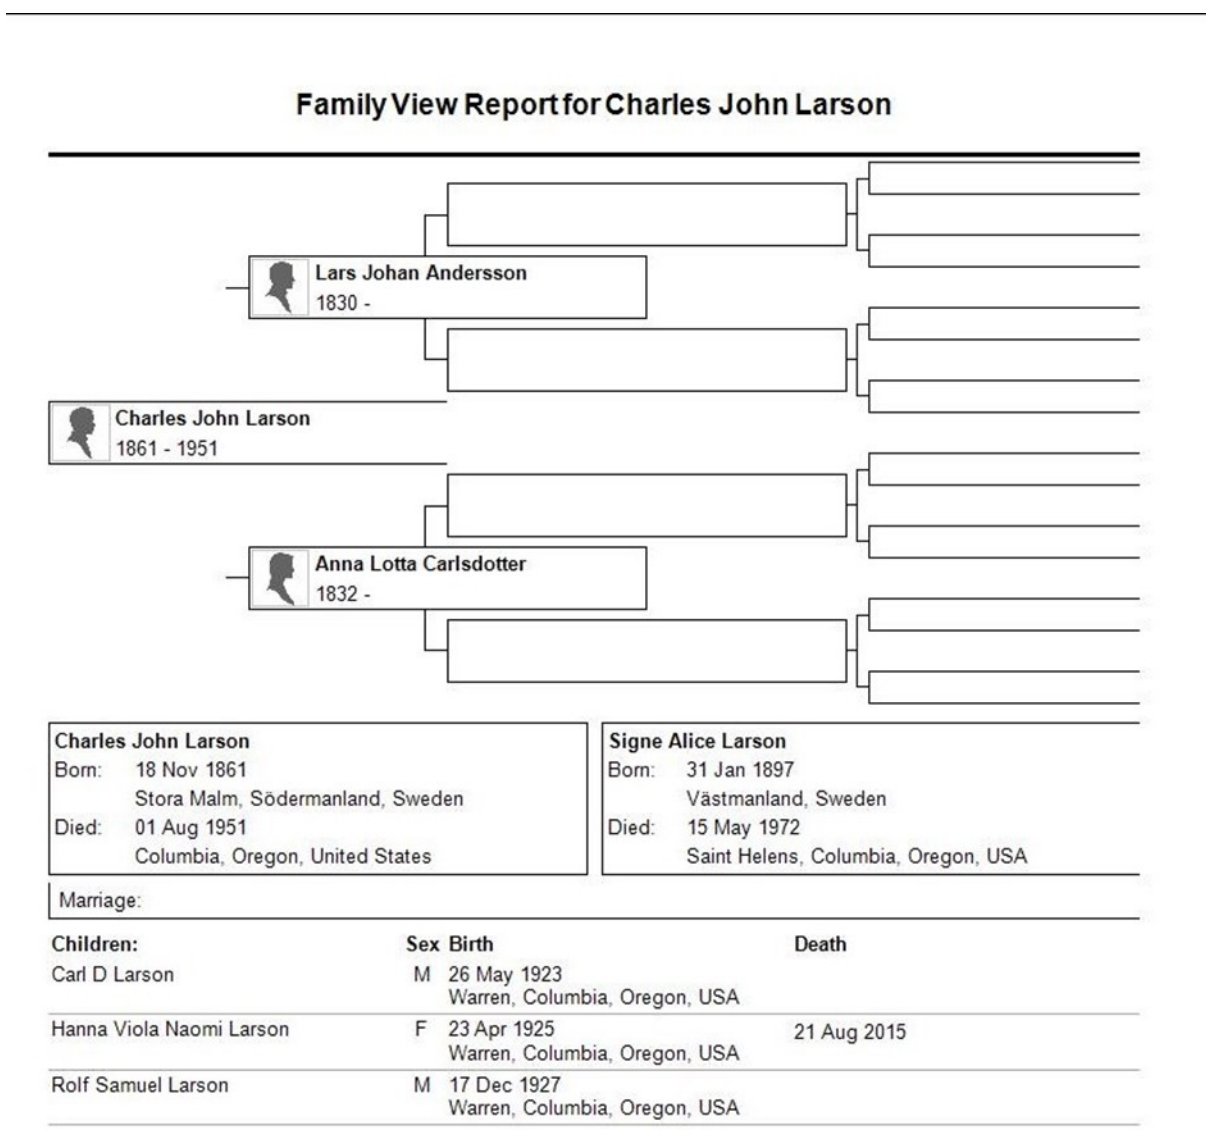 Family View Report for Charles John Larson
Lars Johan Andersson
1830 -
Charles John Larson
1861 - 1951
Anna Lotta Carlsdotter
1832 -
Charles John Larson
Born: 18 Nov 1861
Stora Malm, Södermanland, Sweden
Died: 01 Aug 1951
Columbia, Oregon, United States
Signe Alice Larson
Born: 31 Jan 1897
Västmanland, Sweden
Died: 15 May 1972
Saint Helens, Columbia, Oregon, USA
Marriage:
Children: Sex Birth Death
Carl D Larson M 26 May 1923
Warren, Columbia, Oregon, USA
Hanna Viola Naomi Larson F 23 Apr 1925 21 Aug 2015
Warren, Columbia, Oregon, USA
Rolf Samuel Larson M 17 Dec 1927
Warren, Columbia, Oregon, USA